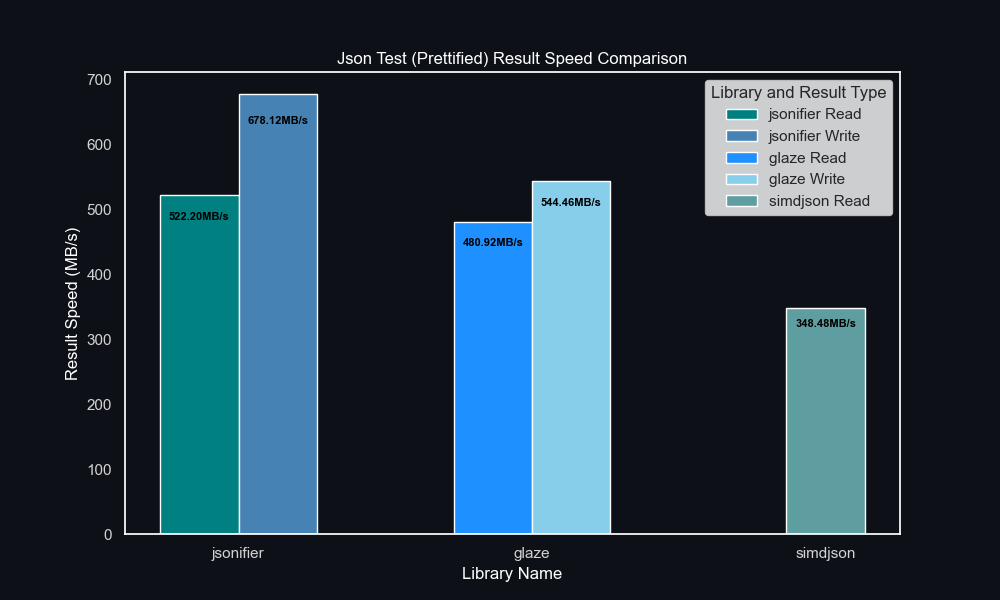 Json Test (Prettified) Result Speed Comparison
700
600
500
400
300
200
100
0
Result Speed (MB/s)
522.20MB/s
678.12MB/s
480.92MB/s
544.46MB/s
348.48MB/s
Library and Result Type
jsonifier Read
jsonifier Write
glaze Read
glaze Write
simdjson Read
jsonifier
glaze
simdjson
Library Name